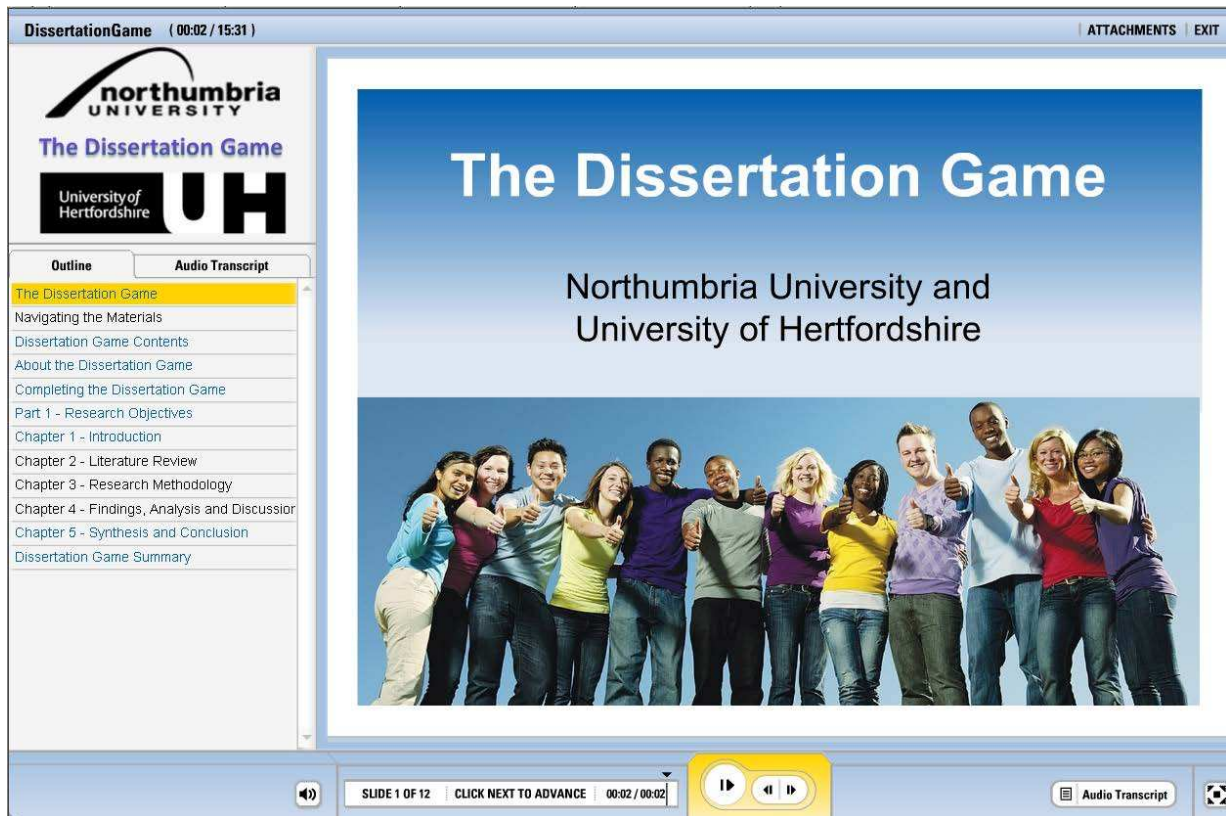 DissertationGame ( 00:02 / 15:31 )
ATTACHMENTS EXIT
northumbria
UNIVERSITY
The Dissertation Game
University of
Hertfordshire
UH
Outline
Audio Transcript
The Dissertation Game
Navigating the Materials
Dissertation Game Contents
About the Dissertation Game
Completing the Dissertation Game
Part 1 - Research Objectives
Chapter 1 - Introduction
Chapter 2 - Literature Review
Chapter 3 - Research Methodology
Chapter 4 - Findings, Analysis and Discussion
Chapter 5 - Synthesis and Conclusion
Dissertation Game Summary
The Dissertation Game
Northumbria University and
University of Hertfordshire
SLIDE 1 OF 12 CLICK NEXT TO ADVANCE 00:02 / 00:02
Audio Transcript